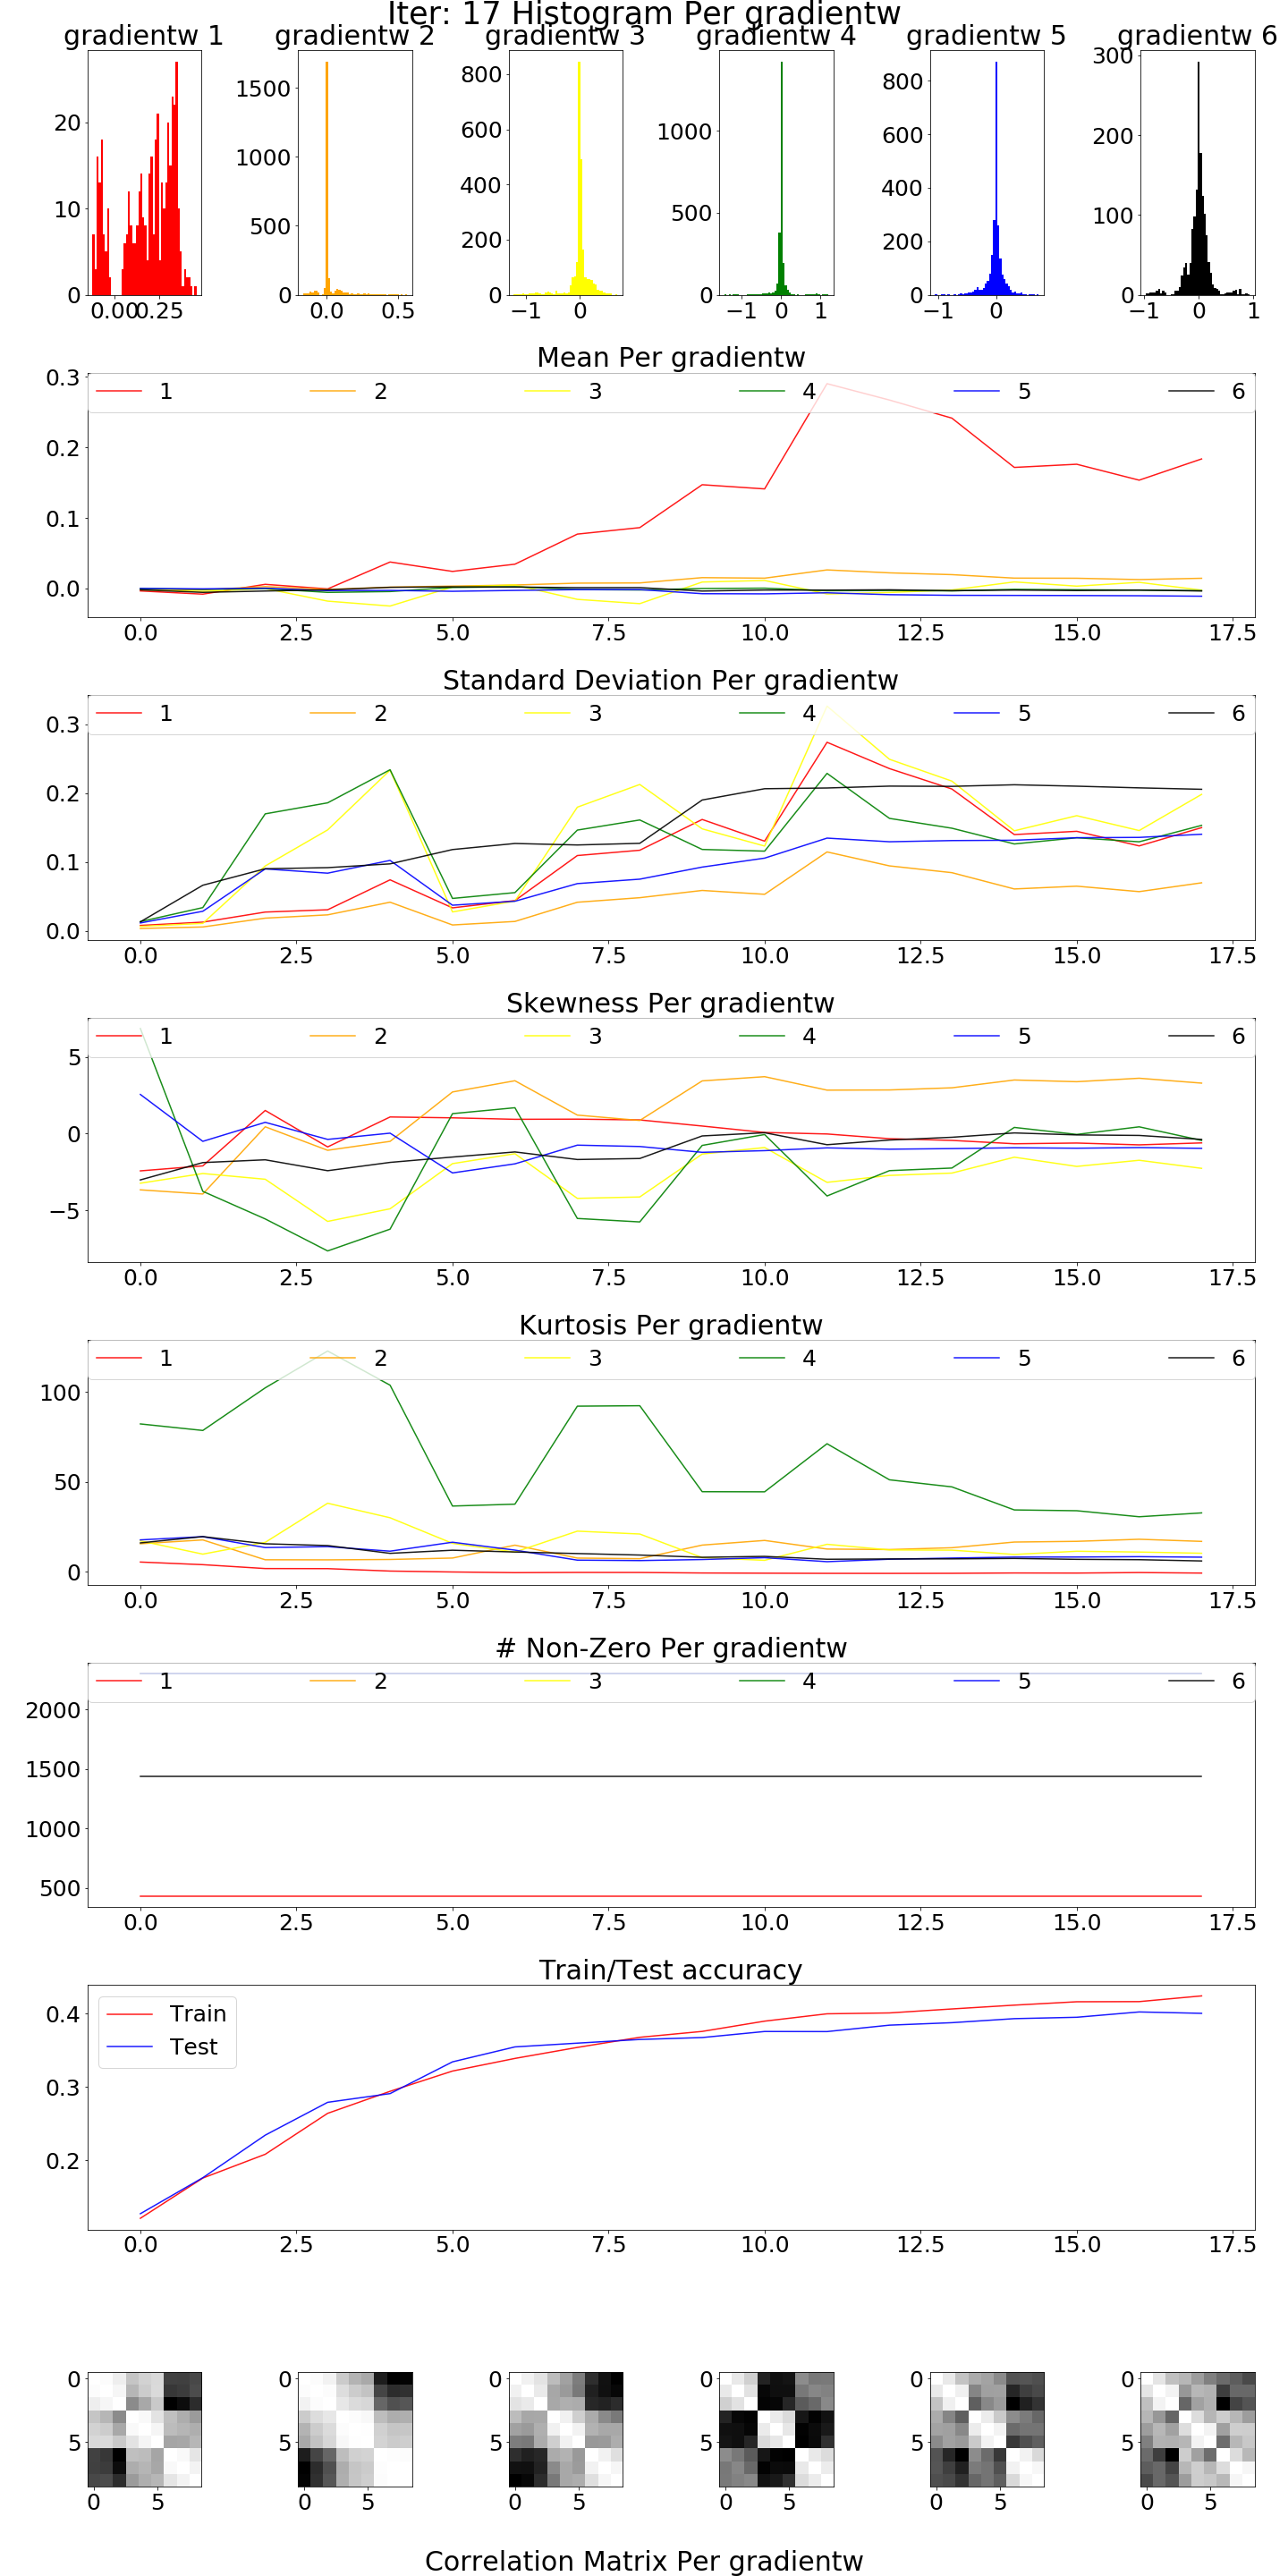 Iter: 17 Histogram Per gradientw
gradientw 1 gradientw 2 gradientw 3 gradientw 4 gradientw 5 gradientw 6
20
10
0
0.00 0.25
1500
1000
500
0
0.0 0.5
800
600
400
200
0
−1 0
1000
500
0
−1 0 1
800
600
400
200
0
−1 0
300
200
100
0
−1 0 1
Mean Per gradientw
1 2 3 4 5 6
0.3
0.2
0.1
0.0
0.0 2.5 5.0 7.5 10.0 12.5 15.0 17.5
Standard Deviation Per gradientw
1 2 3 4 5 6
0.3
0.2
0.1
0.0
0.0 2.5 5.0 7.5 10.0 12.5 15.0 17.5
Skewness Per gradientw
1 2 3 4 5 6
5
0
−5
0.0 2.5 5.0 7.5 10.0 12.5 15.0 17.5
Kurtosis Per gradientw
1 2 3 4 5 6
100
50
0
0.0 2.5 5.0 7.5 10.0 12.5 15.0 17.5
# Non-Zero Per gradientw
1 2 3 4 5 6
2000
1500
1000
500
0.0 2.5 5.0 7.5 10.0 12.5 15.0 17.5
Train/Test accuracy
Train
Test
0.4
0.3
0.2
0.0 2.5 5.0 7.5 10.0 12.5 15.0 17.5
0 0 0 0 0 0
5 5 5 5 5 5
0 5 0 5 0 5 0 5 0 5 0 5
Correlation Matrix Per gradientw